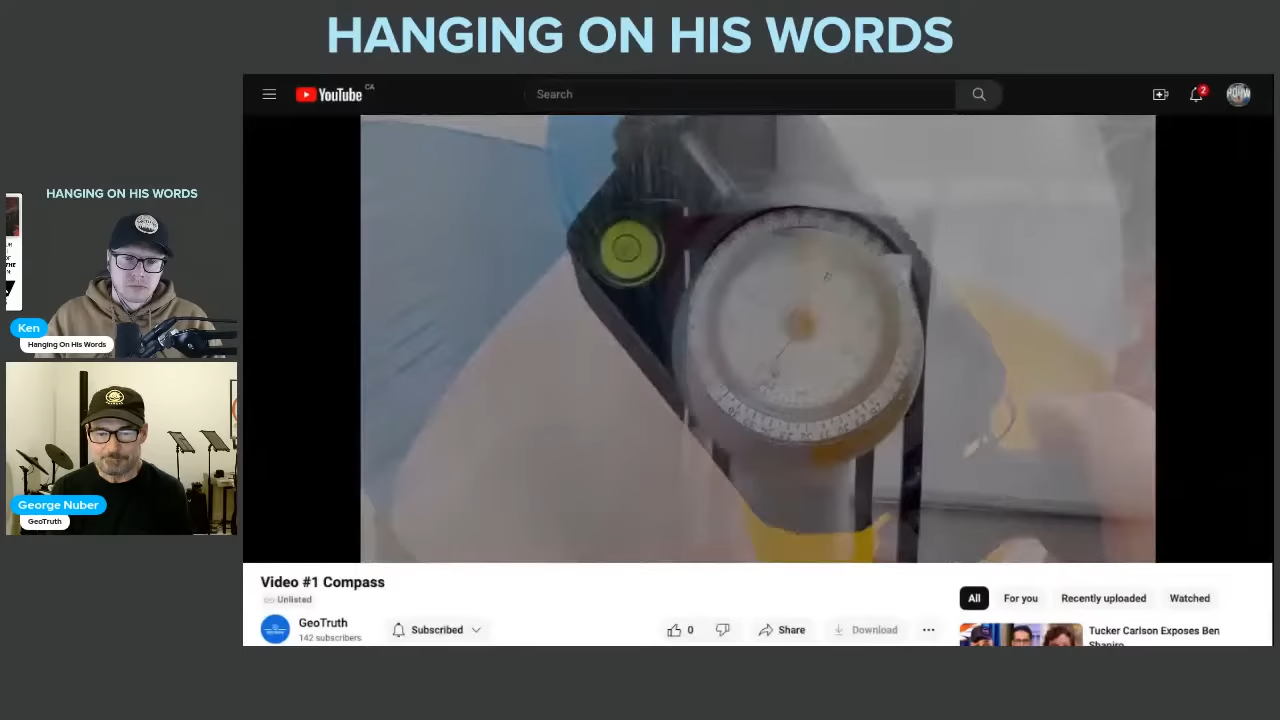 HANGING ON HIS WORDS
YouTube CA
Search
2
HANGING ON HIS WORDS
Ken
Hanging On His Words
George Nuber
GeoTruth
Video #1 Compass
Unlisted
GeoTruth
142 subscribers
Subscribed
0
Share
Download
All
For you
Recently uploaded
Watched
Tucker Carlson Exposes Ben
Shapiro